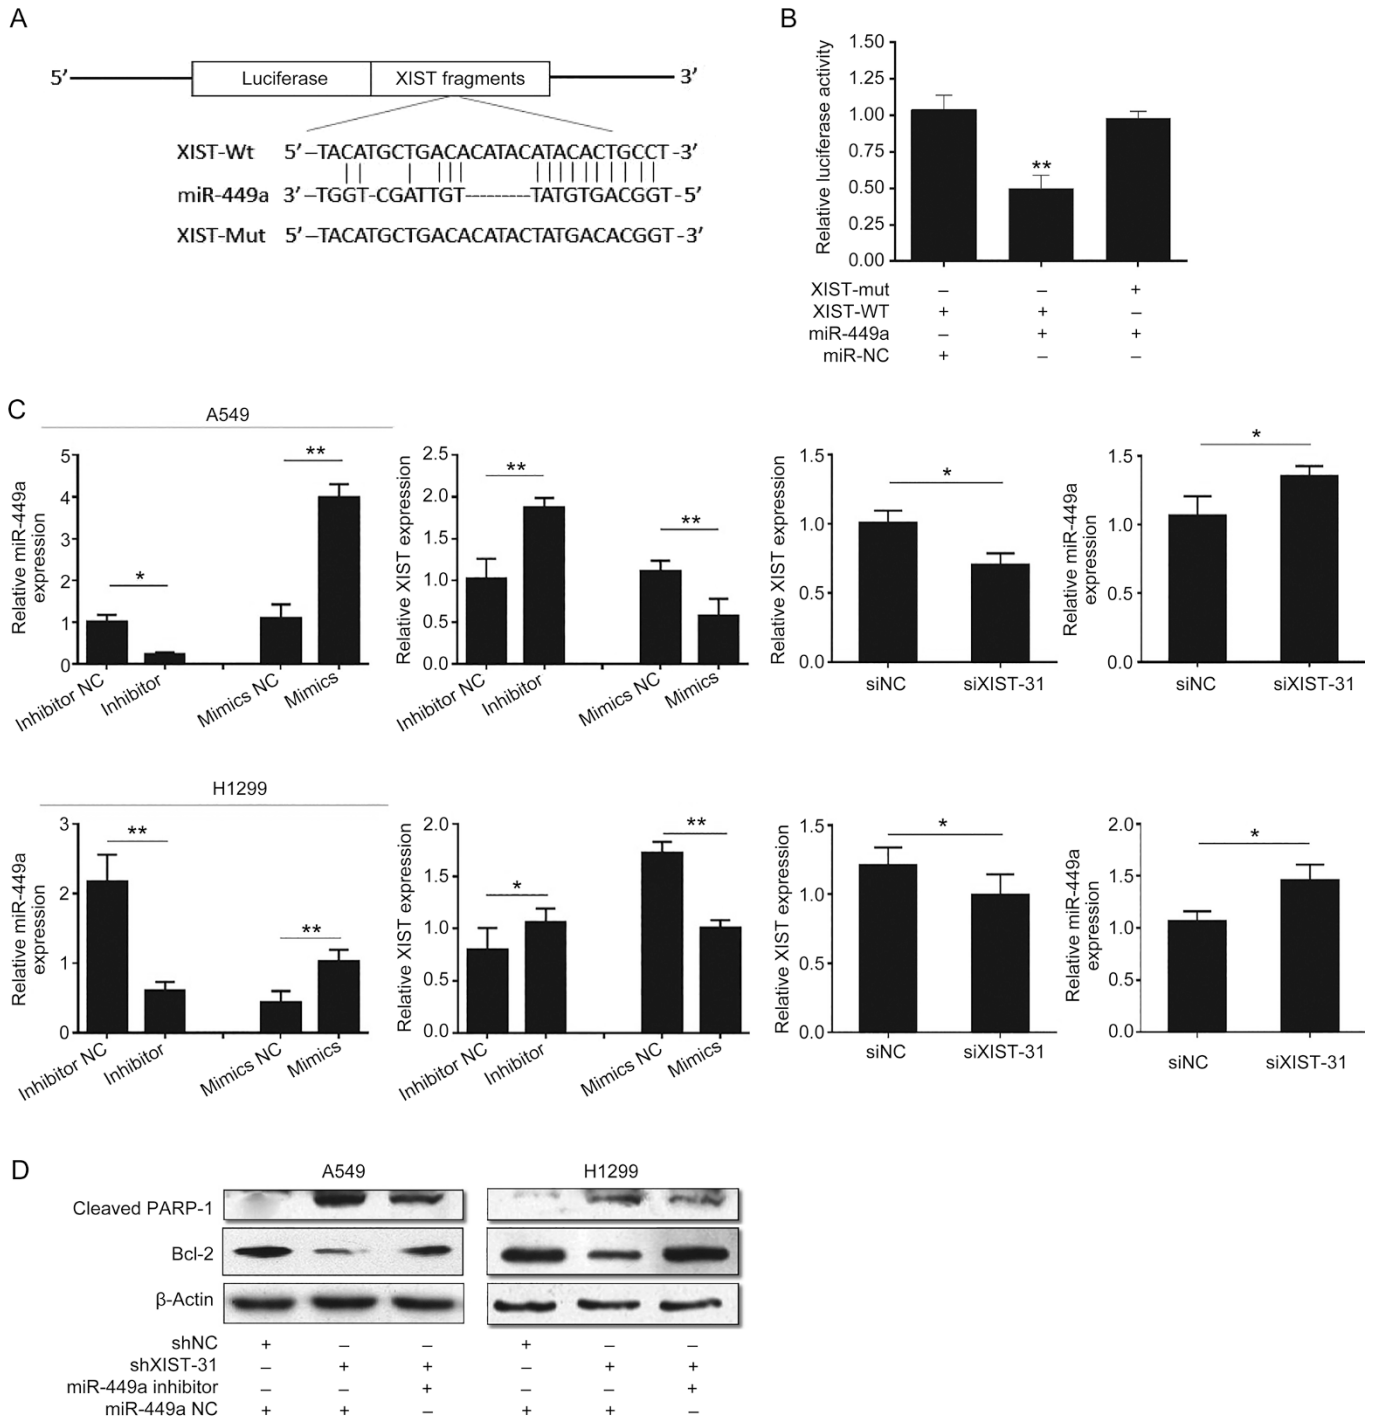 A
5′ Luciferase XIST fragments 3′
XIST-Wt 5′ –TACATGCTGACACATACATACACTGCCT -3′
miR-449a 3′ –TGGT-CGATTGT---------TATGTGACGGT - 5′
XIST-Mut 5′ –TACATGCTGACACATACTATGACACGGT -3′
B
Relative luciferase activity
1.50
1.25
1.00
0.75
0.50
0.25
0.00
**
XIST-mut – – +
XIST-WT + + –
miR-449a – + +
miR-NC + – –
C
A549
Relative miR-449a
expression
5
4
3
2
1
0
*
**
Inhibitor NC
Inhibitor
Mimics NC
Mimics
Relative XIST expression
2.5
2.0
1.5
1.0
0.5
0.0
**
**
Inhibitor NC
Inhibitor
Mimics NC
Mimics
Relative XIST expression
1.5
1.0
0.5
0.0
*
siNC siXIST-31
Relative miR-449a
expression
1.5
1.0
0.5
0.0
*
siNC siXIST-31
H1299
Relative miR-449a
expression
3
2
1
0
**
**
Inhibitor NC
Inhibitor
Mimics NC
Mimics
Relative XIST expression
2.0
1.5
1.0
0.5
0.0
*
**
Inhibitor NC
Inhibitor
Mimics NC
Mimics
Relative XIST expression
1.5
1.0
0.5
0.0
*
siNC siXIST-31
Relative miR-449a
expression
2.0
1.5
1.0
0.5
1.0
*
siNC siXIST-31
D
A549 H1299
Cleaved PARP-1
Bcl-2
β-Actin
shNC + – – + – –
shXIST-31 – + + – + +
miR-449a inhibitor – – + – – +
miR-449a NC + + – + + –